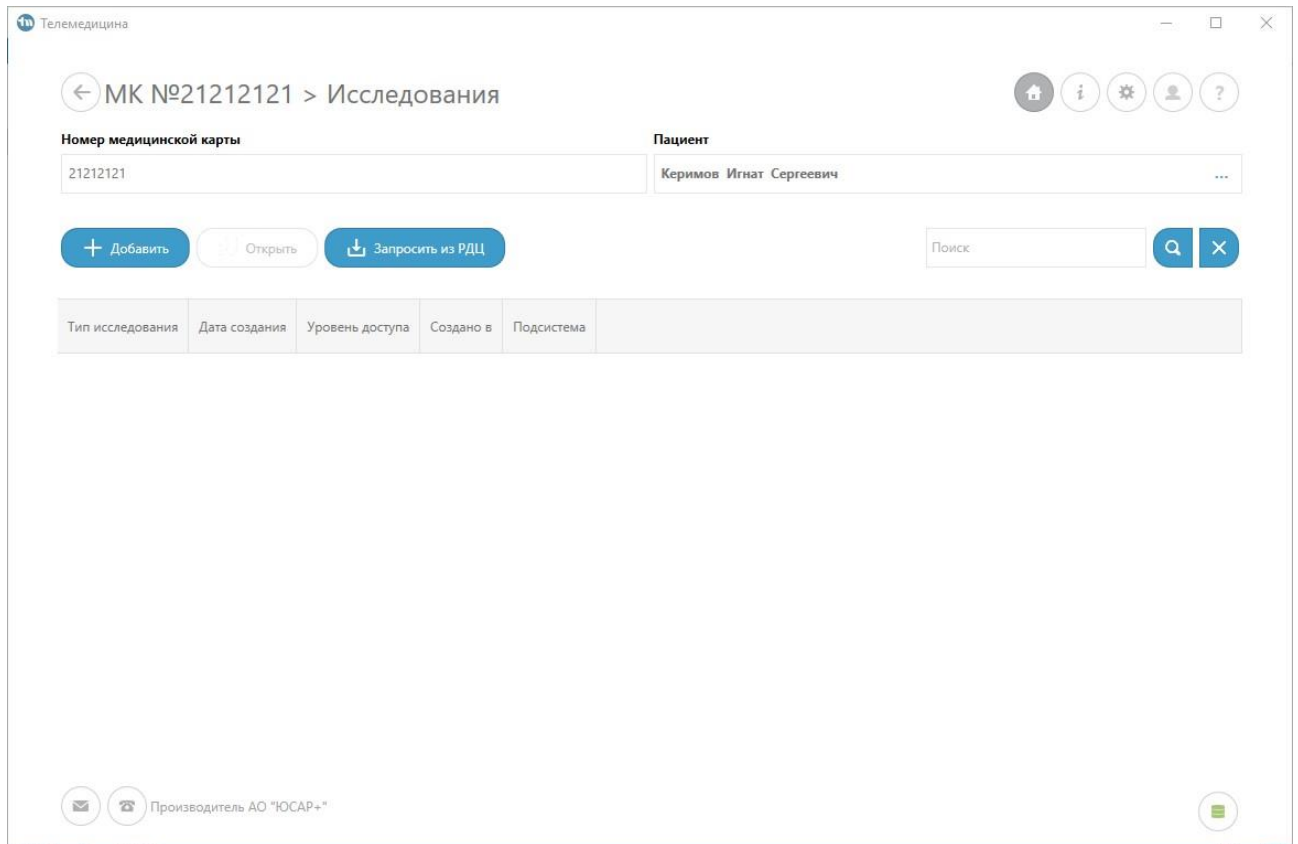 Телемедицина
МК №21212121 > Исследования
Номер медицинской карты
Пациент
21212121
Керимов Игнат Сергеевич ...
Добавить
Открыть
Запросить из РДЦ
Поиск
Тип исследования Дата создания Уровень доступа Создано в Подсистема
Производитель АО "ЮСАР+"